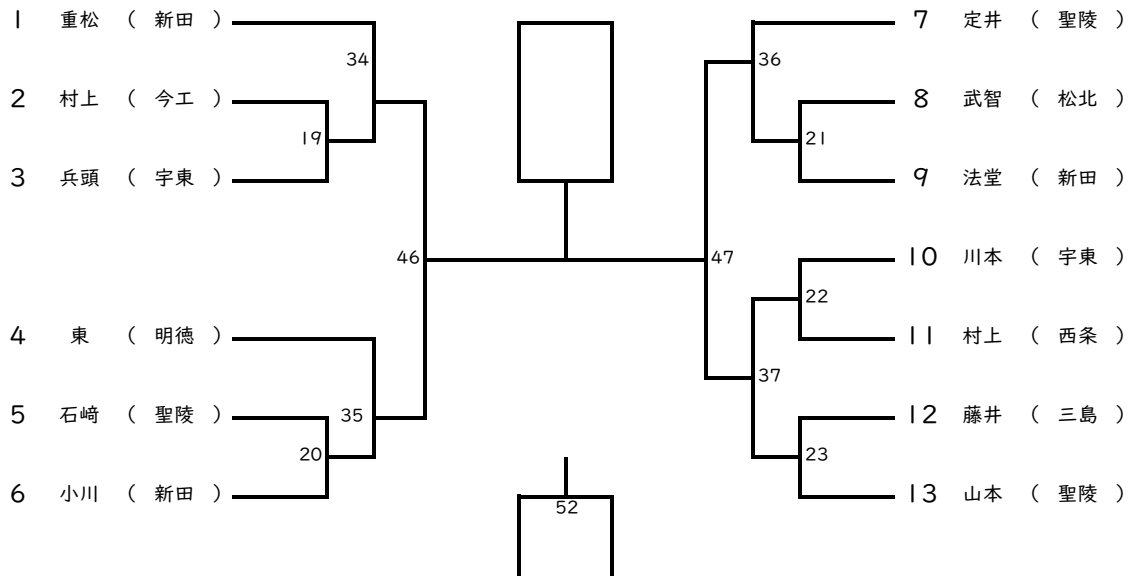 1 重松 ( 新田 ) 7 定井 ( 聖陵 )
34 36
2 村上 ( 今工 ) 8 武智 ( 松北 )
19 21
3 兵頭 ( 宇東 ) 9 法堂 ( 新田 )
46 47 10 川本 ( 宇東 )
22
4 東 ( 明徳 ) 11 村上 ( 西条 )
37
5 石﨑 ( 聖陵 ) 35 12 藤井 ( 三島 )
20 23
6 小川 ( 新田 ) 13 山本 ( 聖陵 )
52